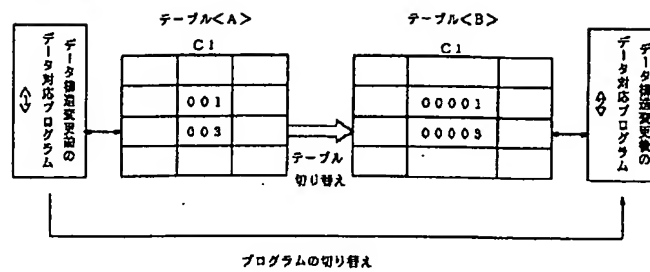 テーブル<A>
テーブル<B>
C1
C1
データ構造変更前の
データ対応プログラム
<1>
001
003
00001
00003
テーブル
切り替え
データ構造変更後の
データ対応プログラム
<2>
プログラムの切り替え